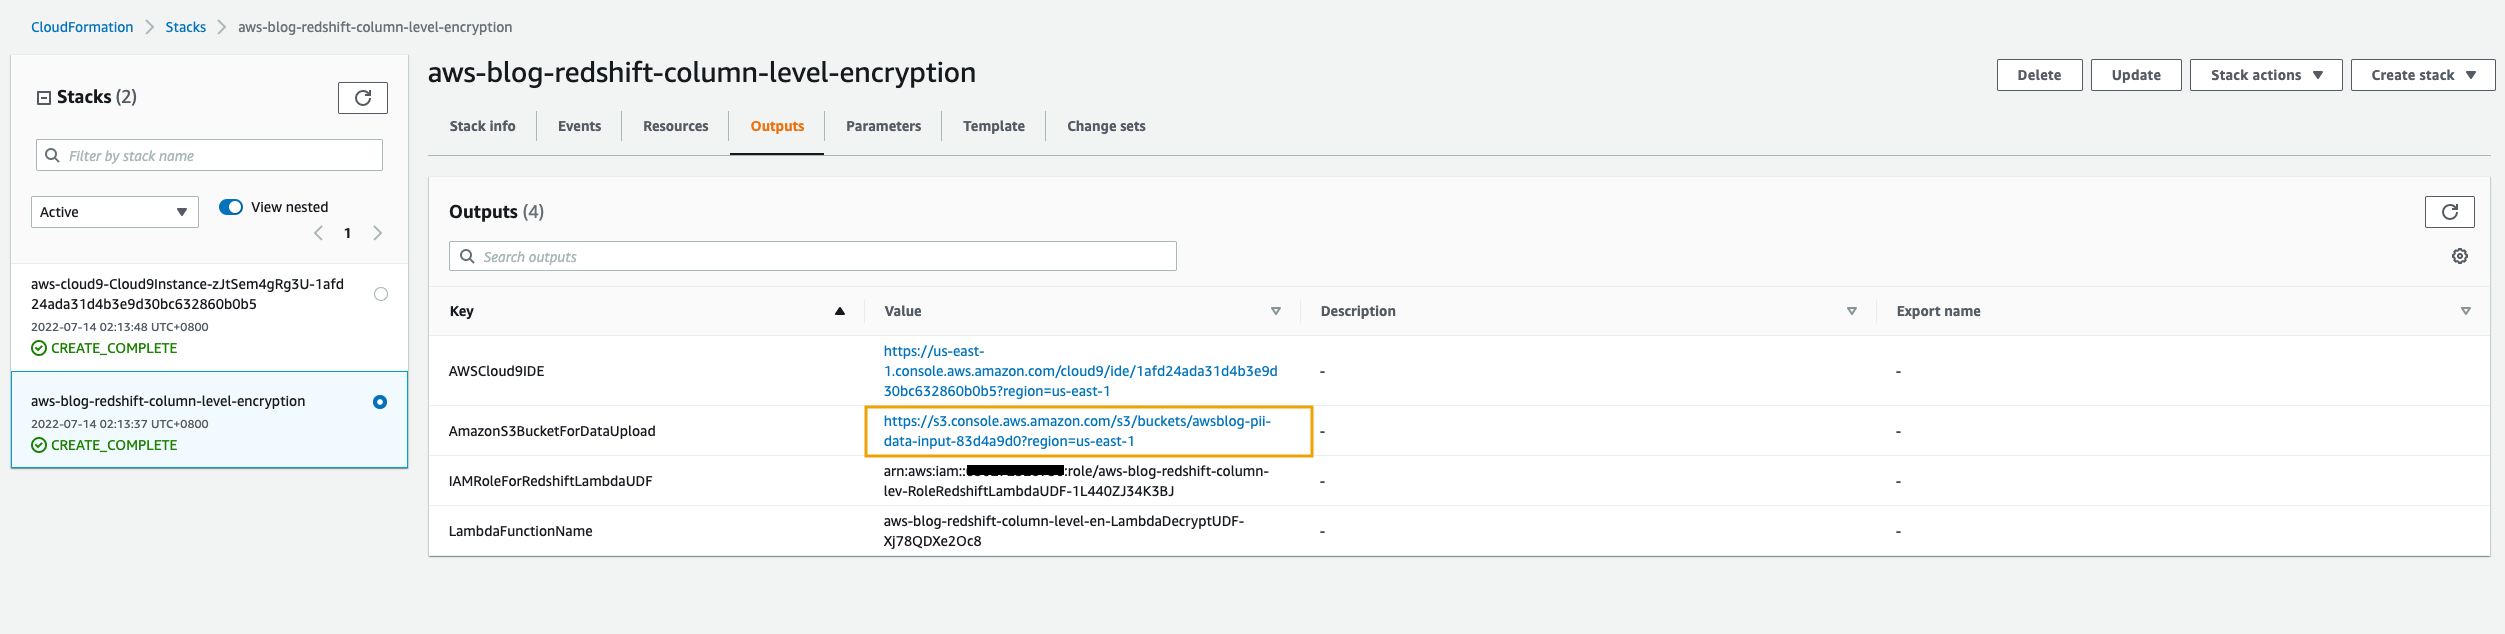 CloudFormation > Stacks > aws-blog-redshift-column-level-encryption
Stacks (2)
Filter by stack name
Active
View nested
1
aws-cloud9-Cloud9Instance-zJtSem4gRg3U-1afd
24ada31d4b3e9d30bc632860b0b5
2022-07-14 02:13:48 UTC+0800
CREATE_COMPLETE
aws-blog-redshift-column-level-encryption
2022-07-14 02:13:37 UTC+0800
CREATE_COMPLETE
aws-blog-redshift-column-level-encryption
Delete Update Stack actions Create stack
Stack info Events Resources Outputs Parameters Template Change sets
Outputs (4)
Search outputs
Key Value Description Export name
AWSCloud9IDE
https://us-east-
1.console.aws.amazon.com/cloud9/ide/1afd24ada31d4b3e9d
30bc632860b0b5?region=us-east-1
- -
AmazonS3BucketForDataUpload
https://s3.console.aws.amazon.com/s3/buckets/awsblog-pii-
data-input-83d4a9d0?region=us-east-1
- -
IAMRoleForRedshiftLambdaUDF
arn:aws:iam:: :role/aws-blog-redshift-column-
lev-RoleRedshiftLambdaUDF-1L440ZJ34K3BJ
- -
LambdaFunctionName
aws-blog-redshift-column-level-en-LambdaDecryptUDF-
Xj78QDXe2Oc8
- -